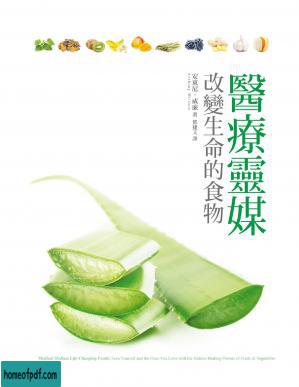 醫療靈媒
改變生命的食物
安東尼・威廉 著
Medical Medium Life-Changing Foods: Save Yourself and the Ones You Love with the Hidden Healing Powers of Fruits & Vegetables
homeofpdf.com